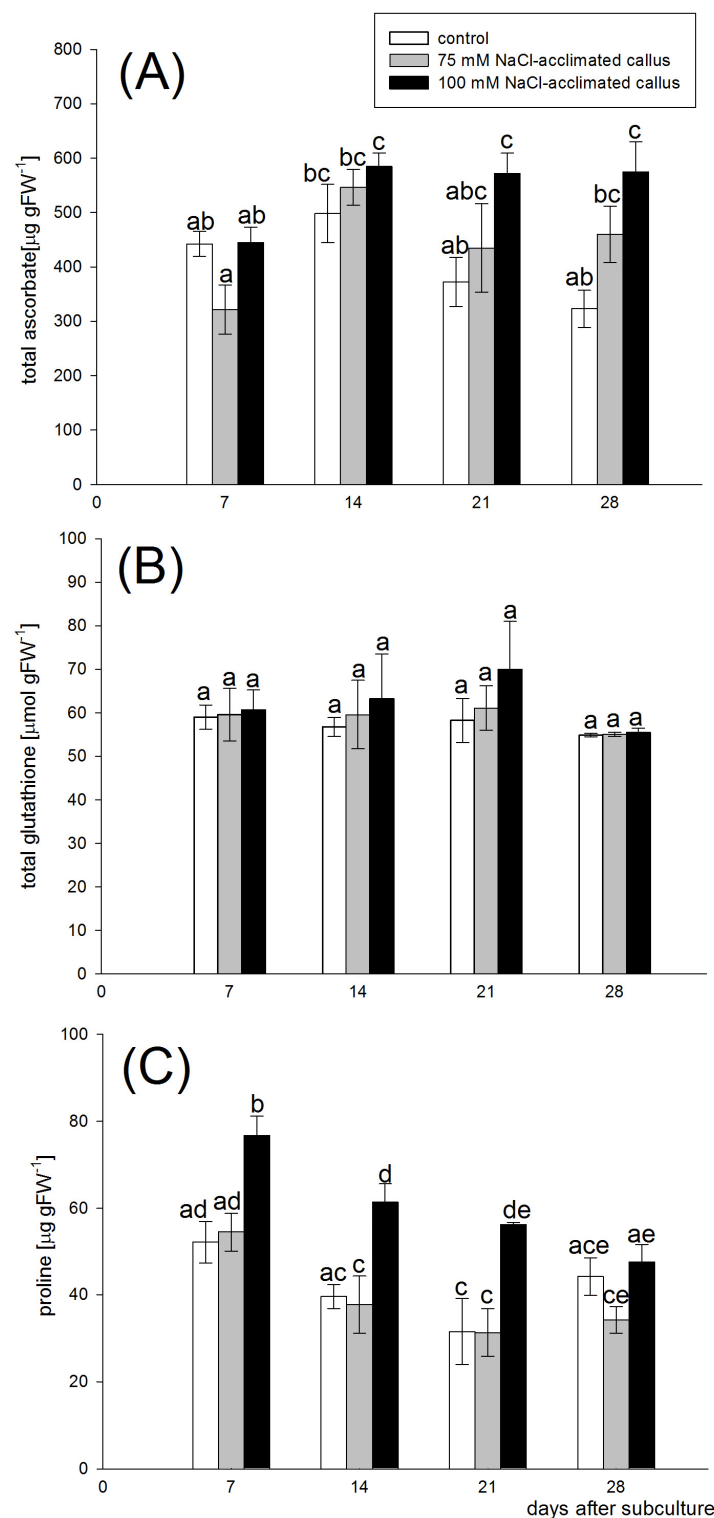 control
75 mM NaCl-acclimated callus
100 mM NaCl-acclimated callus
(A)
total ascorbate[µg gFW⁻¹]
800
700
600
500
400
300
200
100
0
ab a ab
bc bc c
ab abc c
ab bc c
0 7 14 21 28
(B)
total glutathione [µmol gFW⁻¹]
100
90
80
70
60
50
40
30
20
10
0
a a a
a a a
a a a
a a a
0 7 14 21 28
(C)
proline [µg gFW⁻¹]
100
80
60
40
20
0
ad ad b
ac c d
c c de
ace ce ae
0 7 14 21 28
days after subculture